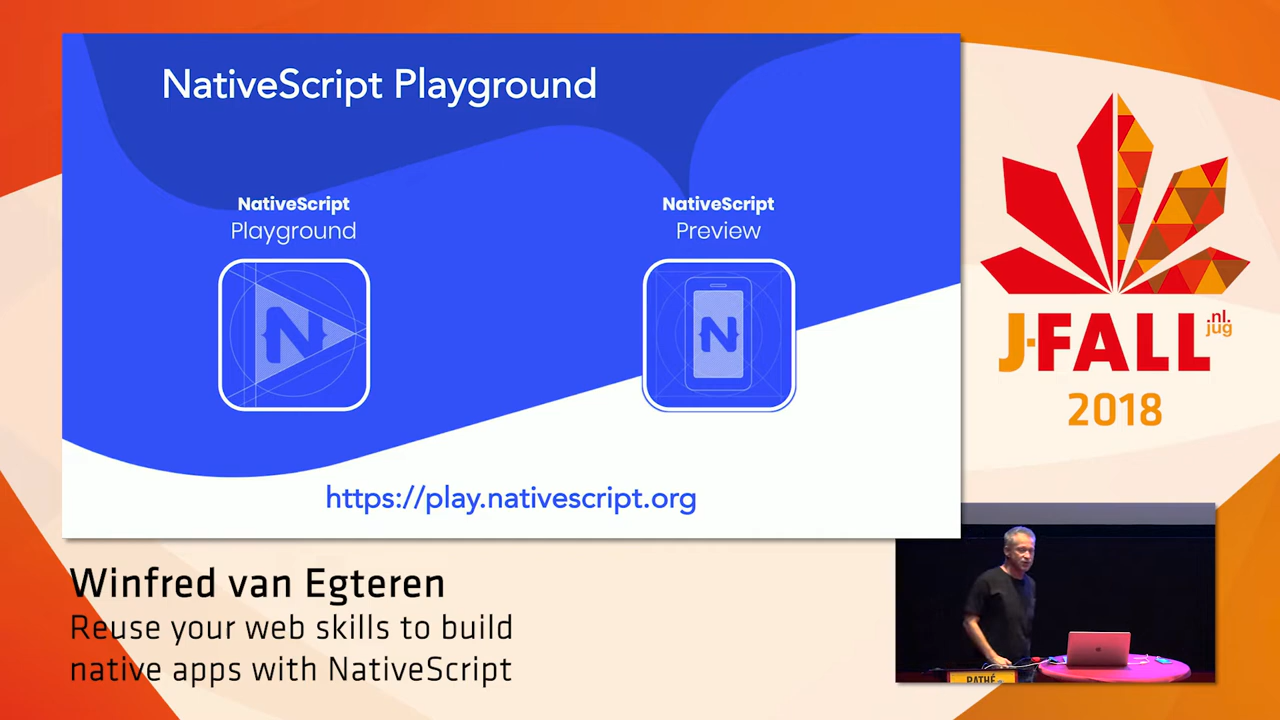 NativeScript Playground
NativeScript
Playground
NativeScript
Preview
N
N
https://play.nativescript.org
J-FALL
nl.
jug
2018
Winfred van Egteren
Reuse your web skills to build
native apps with NativeScript
PATHÉ